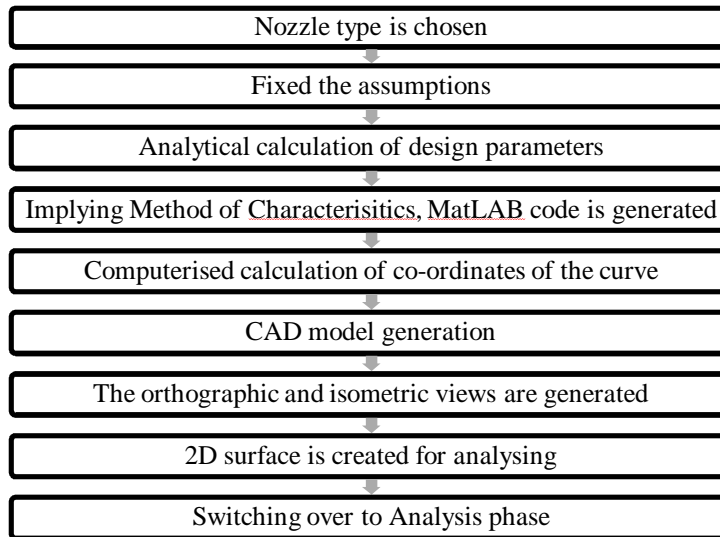 Nozzle type is chosen
Fixed the assumptions
Analytical calculation of design parameters
Implying Method of Characterisitics, MatLAB code is generated
Computerised calculation of co-ordinates of the curve
CAD model generation
The orthographic and isometric views are generated
2D surface is created for analysing
Switching over to Analysis phase